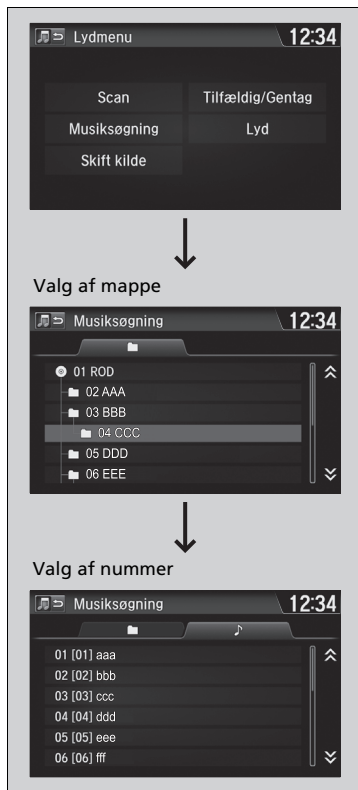 Lydmenu 12:34
Scan Tilfældig/Gentag
Musiksøgning Lyd
Skift kilde
Valg af mappe
Musiksøgning 12:34
01 ROD
02 AAA
03 BBB
04 CCC
05 DDD
06 EEE
Valg af nummer
Musiksøgning 12:34
01 [01] aaa
02 [02] bbb
03 [03] ccc
04 [04] ddd
05 [05] eee
06 [06] fff